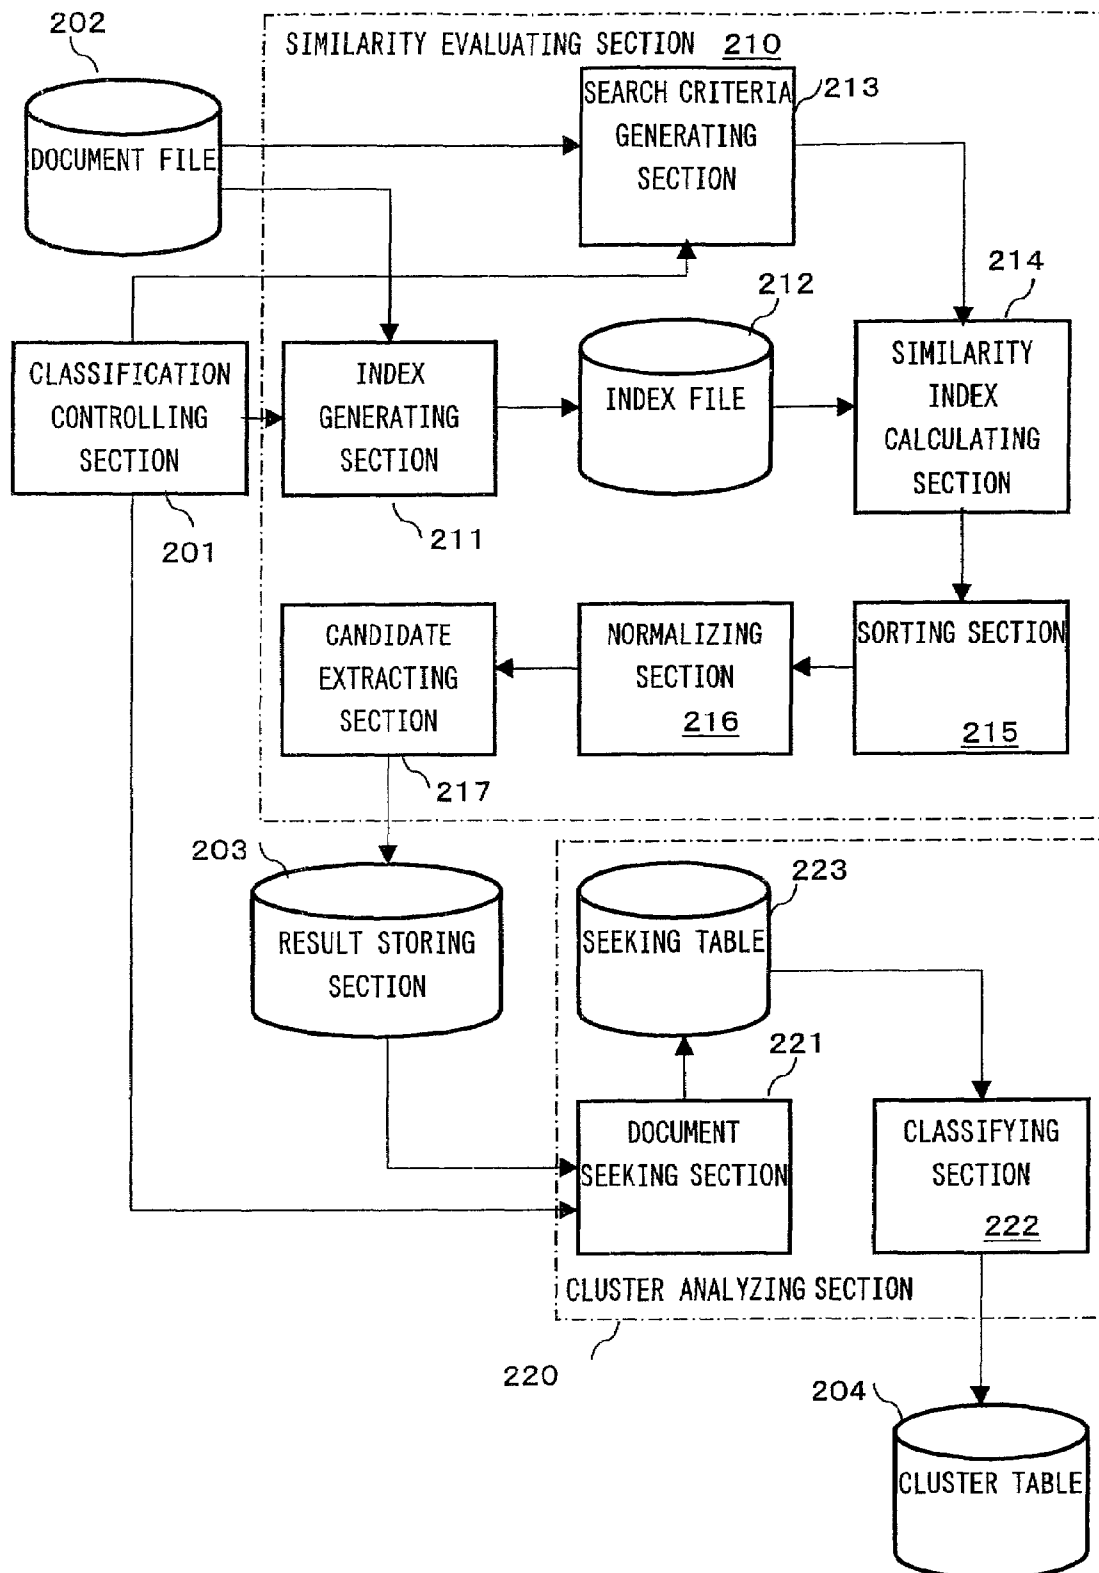 202
SIMILARITY EVALUATING SECTION 210
DOCUMENT FILE
SEARCH CRITERIA
GENERATING
SECTION
213
214
212
CLASSIFICATION
CONTROLLING
SECTION
201
INDEX
GENERATING
SECTION
211
INDEX FILE
SIMILARITY
INDEX
CALCULATING
SECTION
CANDIDATE
EXTRACTING
SECTION
217
NORMALIZING
SECTION
216
SORTING SECTION
215
203
RESULT STORING
SECTION
223
SEEKING TABLE
221
DOCUMENT
SEEKING SECTION
CLASSIFYING
SECTION
222
CLUSTER ANALYZING SECTION
220
204
CLUSTER TABLE